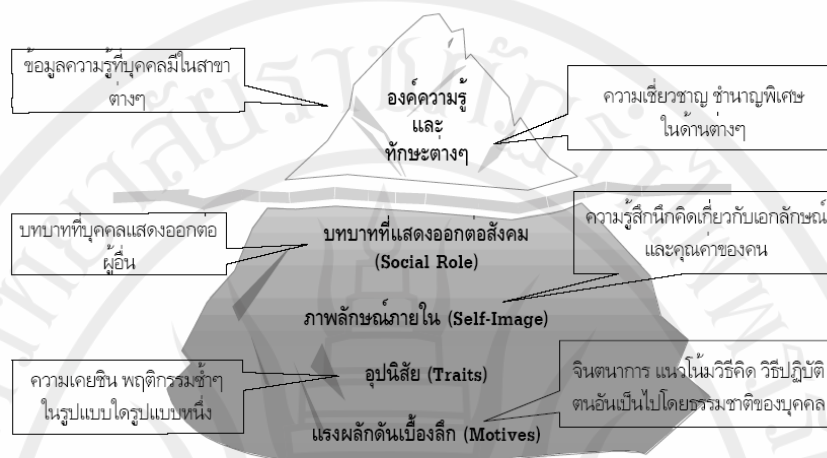 ข้อมูลความรู้ที่บุคคลมีในสาขา
ต่างๆ
องค์ความรู้
และ
ทักษะต่างๆ
ความเชี่ยวชาญ ชำนาญพิเศษ
ในด้านต่างๆ
บทบาทที่บุคคลแสดงออกต่อ
ผู้อื่น
บทบาทที่แสดงออกต่อสังคม
(Social Role)
ความรู้สึกนึกคิดเกี่ยวกับเอกลักษณ์
และคุณค่าของคน
ภาพลักษณ์ภายใน (Self-Image)
ความเคยชิน พฤติกรรมซ้ำๆ
ในรูปแบบใดรูปแบบหนึ่ง
อุปนิสัย (Traits)
จินตนาการ แนวโน้มวิธีคิด วิธีปฏิบัติ
ตนอันเป็นไปโดยธรรมชาติของบุคคล
แรงผลักดันเบื้องลึก (Motives)